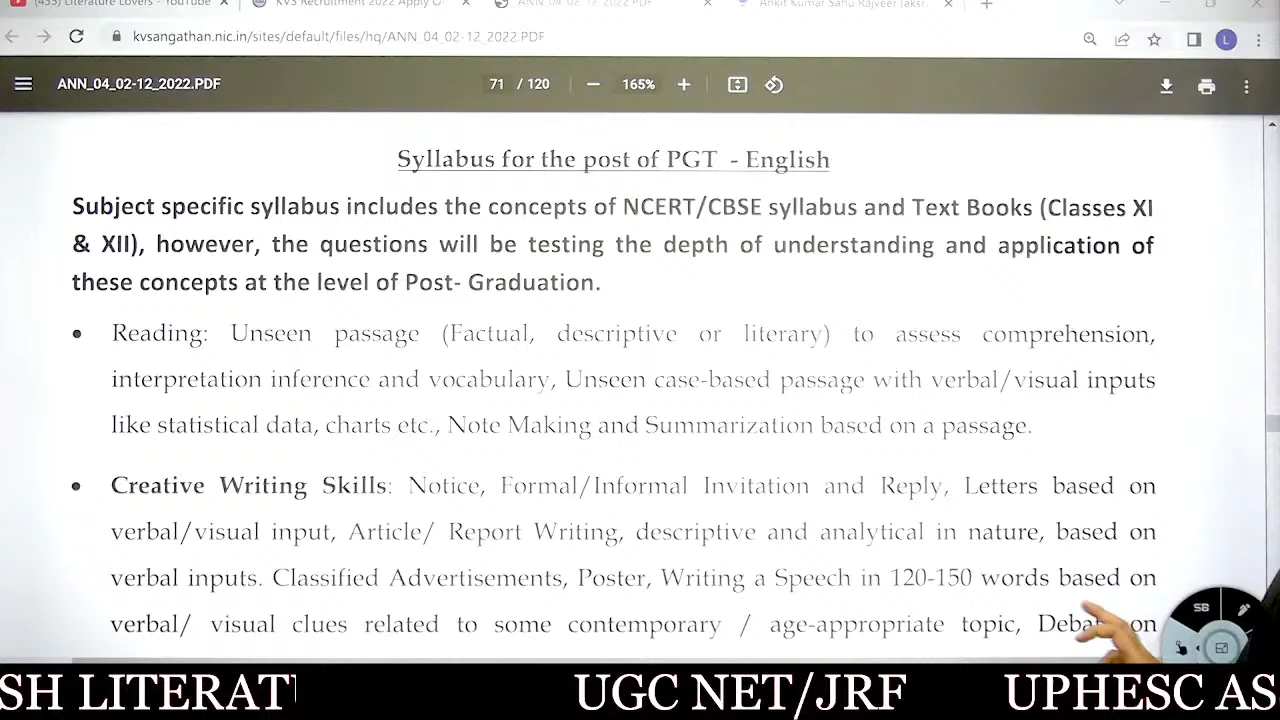 (433) Literature Lovers - YouTube
KVS Recruitment 2022 Apply O
ANN_04_02-12_2022.PDF
Ankit Kumar Sahu Rajveer (aksr.
kvsangathan.nic.in/sites/default/files/hq/ANN_04_02-12_2022.PDF
L
ANN_04_02-12_2022.PDF
71 / 120
165%
Syllabus for the post of PGT - English
Subject specific syllabus includes the concepts of NCERT/CBSE syllabus and Text Books (Classes XI
& XII), however, the questions will be testing the depth of understanding and application of
these concepts at the level of Post- Graduation.
• Reading: Unseen passage (Factual, descriptive or literary) to assess comprehension,
interpretation inference and vocabulary, Unseen case-based passage with verbal/visual inputs
like statistical data, charts etc., Note Making and Summarization based on a passage.
• Creative Writing Skills: Notice, Formal/Informal Invitation and Reply, Letters based on
verbal/visual input, Article/ Report Writing, descriptive and analytical in nature, based on
verbal inputs. Classified Advertisements, Poster, Writing a Speech in 120-150 words based on
verbal/ visual clues related to some contemporary / age-appropriate topic, Debate on
SB
SH LITERAT UGC NET/JRF UPHESC AS